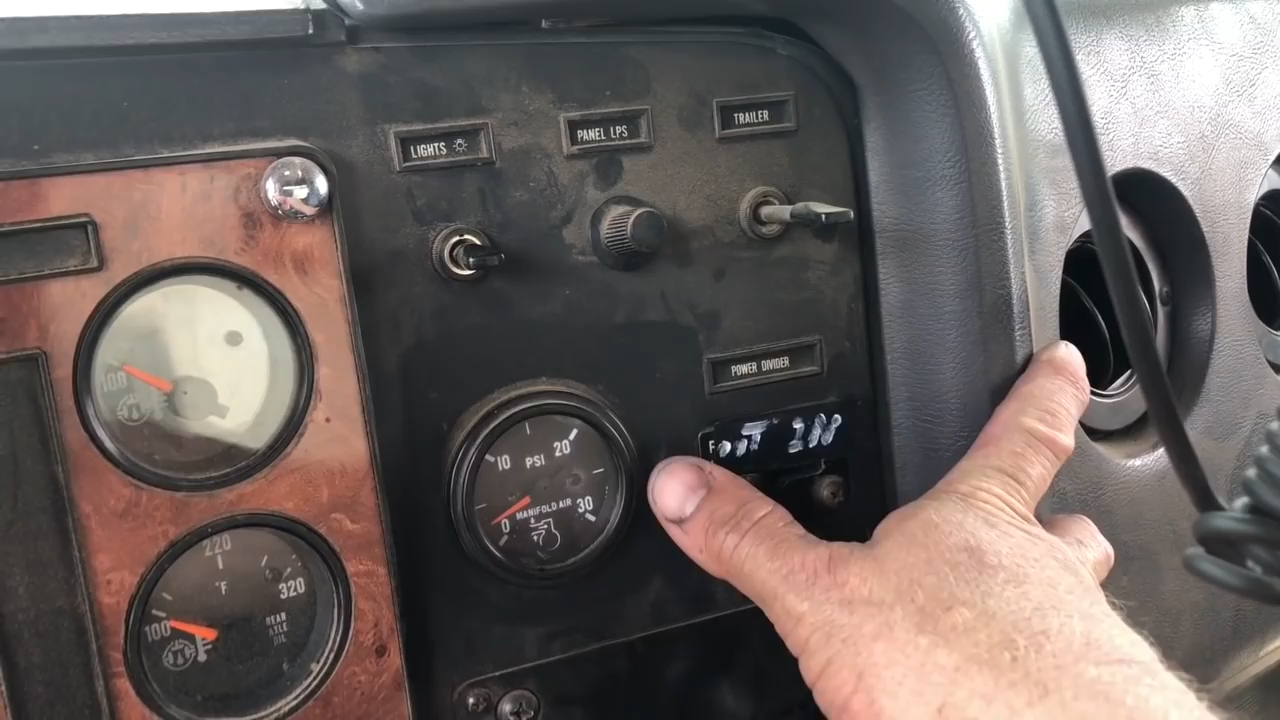 LIGHTS
PANEL LPS
TRAILER
POWER DIVIDER
10 PSI 20
0 MANIFOLD AIR 30
100
220
°F
320
100
REAR
AXLE
OIL